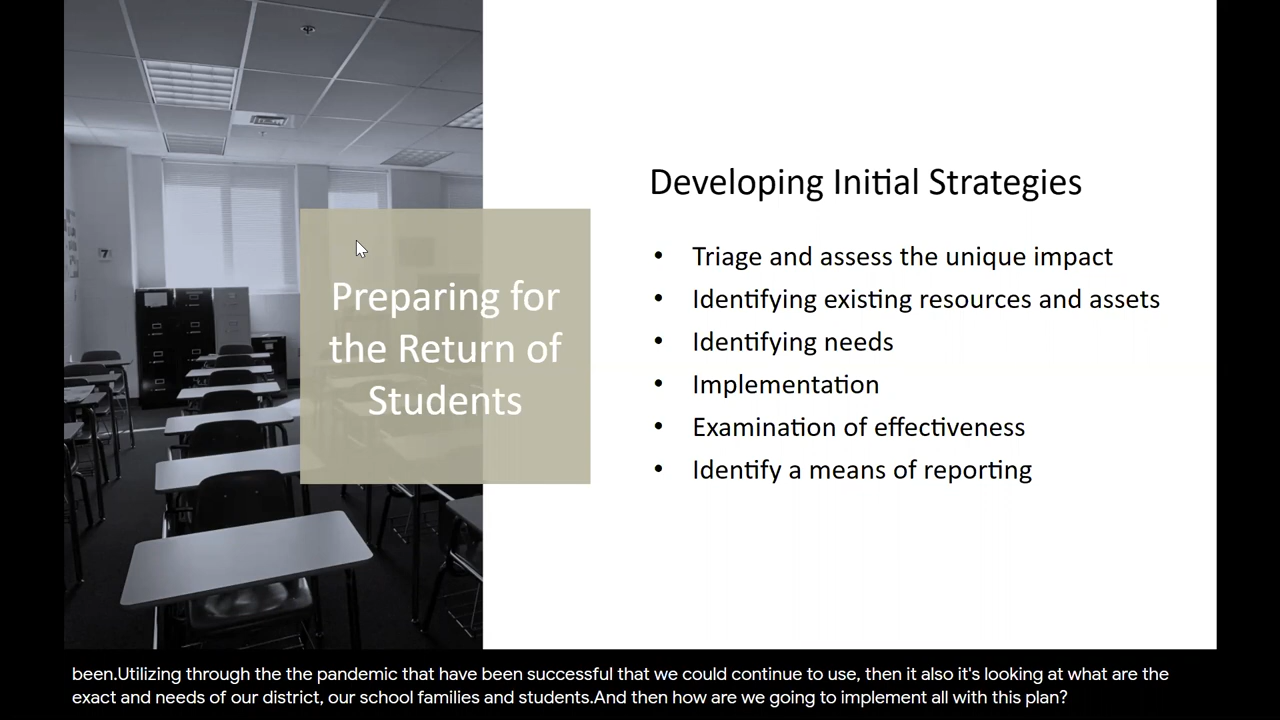 7
Preparing for
the Return of
Students
Developing Initial Strategies
• Triage and assess the unique impact
• Identifying existing resources and assets
• Identifying needs
• Implementation
• Examination of effectiveness
• Identify a means of reporting
been.Utilizing through the the pandemic that have been successful that we could continue to use, then it also it's looking at what are the
exact and needs of our district, our school families and students.And then how are we going to implement all with this plan?